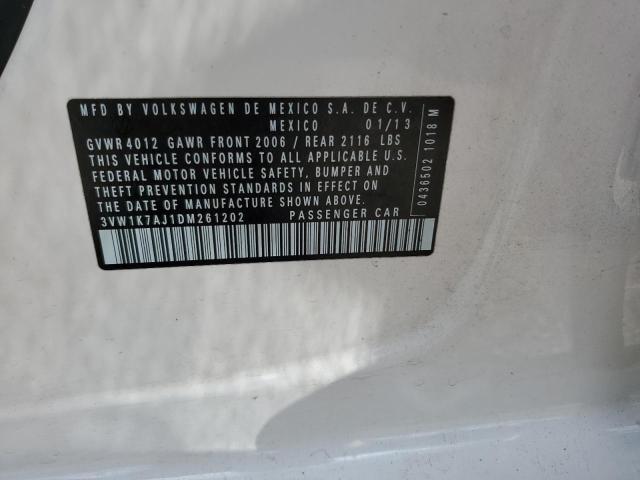 MFD BY VOLKSWAGEN DE MEXICO S.A. DE C.V.
MEXICO 01/13
GVWR 4012 GAWR FRONT 2006 / REAR 2116 LBS
THIS VEHICLE CONFORMS TO ALL APPLICABLE U.S.
FEDERAL MOTOR VEHICLE SAFETY, BUMPER AND
THEFT PREVENTION STANDARDS IN EFFECT ON
THE DATE OF MANUFACTURE SHOWN ABOVE.
3VW1K7AJ1DM261202 PASSENGER CAR
0436502 1018 M